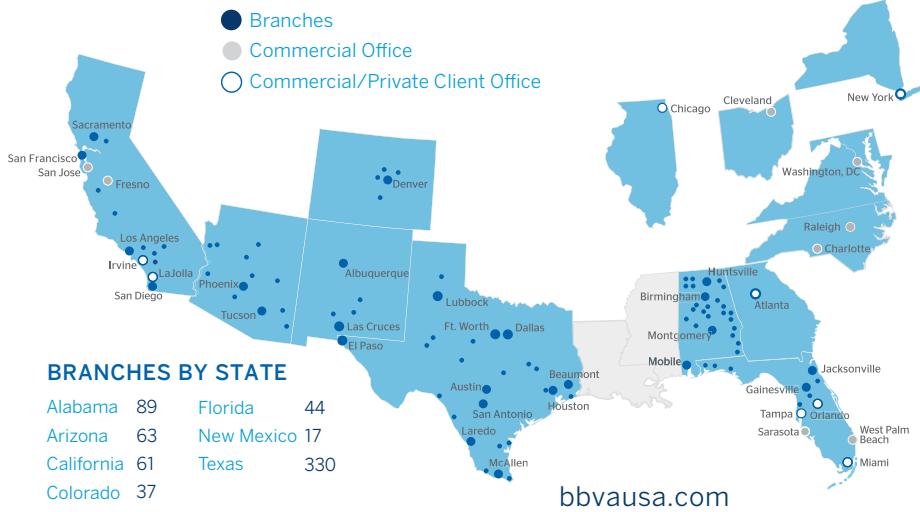 Branches
Commercial Office
Commercial/Private Client Office
Sacramento
San Francisco
San Jose
Fresno
Los Angeles
Irvine
LaJolla
San Diego
Phoenix
Tucson
Denver
Albuquerque
Las Cruces
El Paso
Lubbock
Ft. Worth
Dallas
Austin
San Antonio
Beaumont
Houston
Laredo
McAllen
Chicago
Cleveland
New York
Washington, DC
Raleigh
Charlotte
Huntsville
Birmingham
Montgomery
Mobile
Atlanta
Jacksonville
Gainesville
Tampa
Orlando
Sarasota
West Palm
Beach
Miami
BRANCHES BY STATE
Alabama 89
Arizona 63
California 61
Colorado 37
Florida 44
New Mexico 17
Texas 330
bbvausa.com